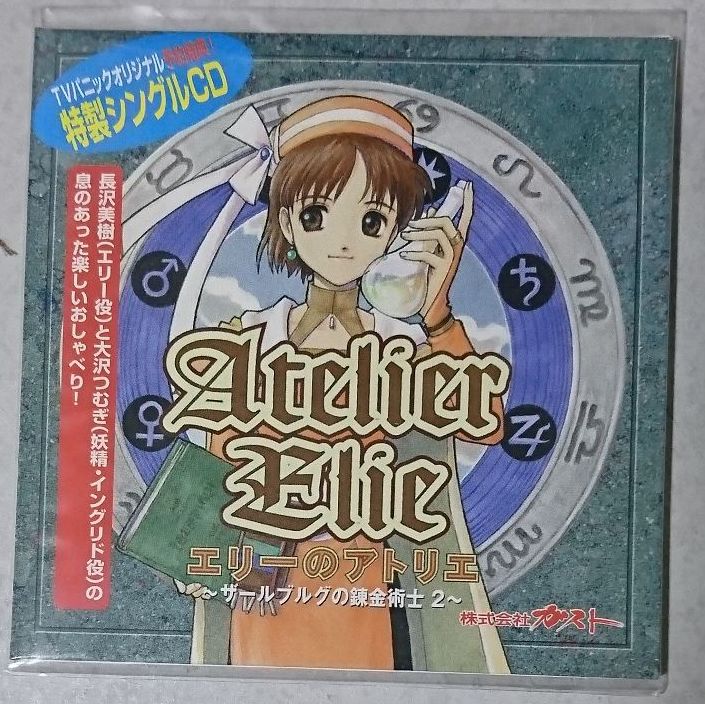 TVパニックオリジナル予約特典!
特製シングルCD
長沢美樹(エリー役)と大沢つむぎ(妖精・イングリド役)の
息のあった楽しいおしゃべり!
Atelier
Elie
エリーのアトリエ
～ザールブルグの錬金術士 2～
株式会社ガスト